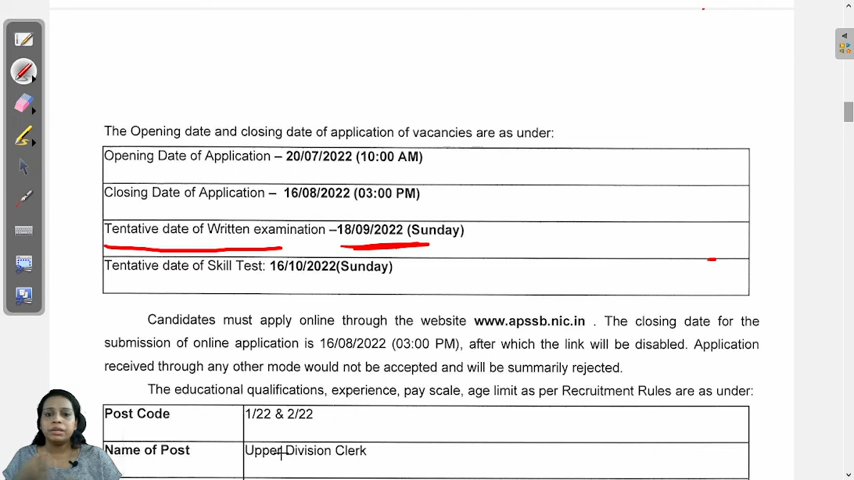 The Opening date and closing date of application of vacancies are as under:
Opening Date of Application – 20/07/2022 (10:00 AM)
Closing Date of Application – 16/08/2022 (03:00 PM)
Tentative date of Written examination –18/09/2022 (Sunday)
Tentative date of Skill Test: 16/10/2022(Sunday)
Candidates must apply online through the website www.apssb.nic.in . The closing date for the
submission of online application is 16/08/2022 (03:00 PM), after which the link will be disabled. Application
received through any other mode would not be accepted and will be summarily rejected.
The educational qualifications, experience, pay scale, age limit as per Recruitment Rules are as under:
Post Code 1/22 & 2/22
Name of Post Upper Division Clerk